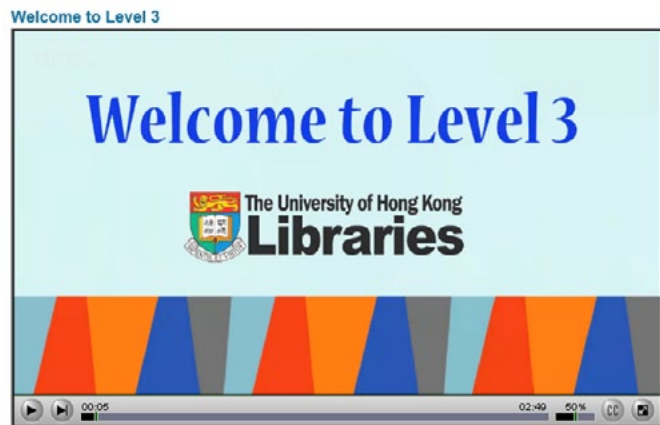 Welcome to Level 3
Welcome to Level 3
The University of Hong Kong
Libraries
00:05 02:49 50% CC